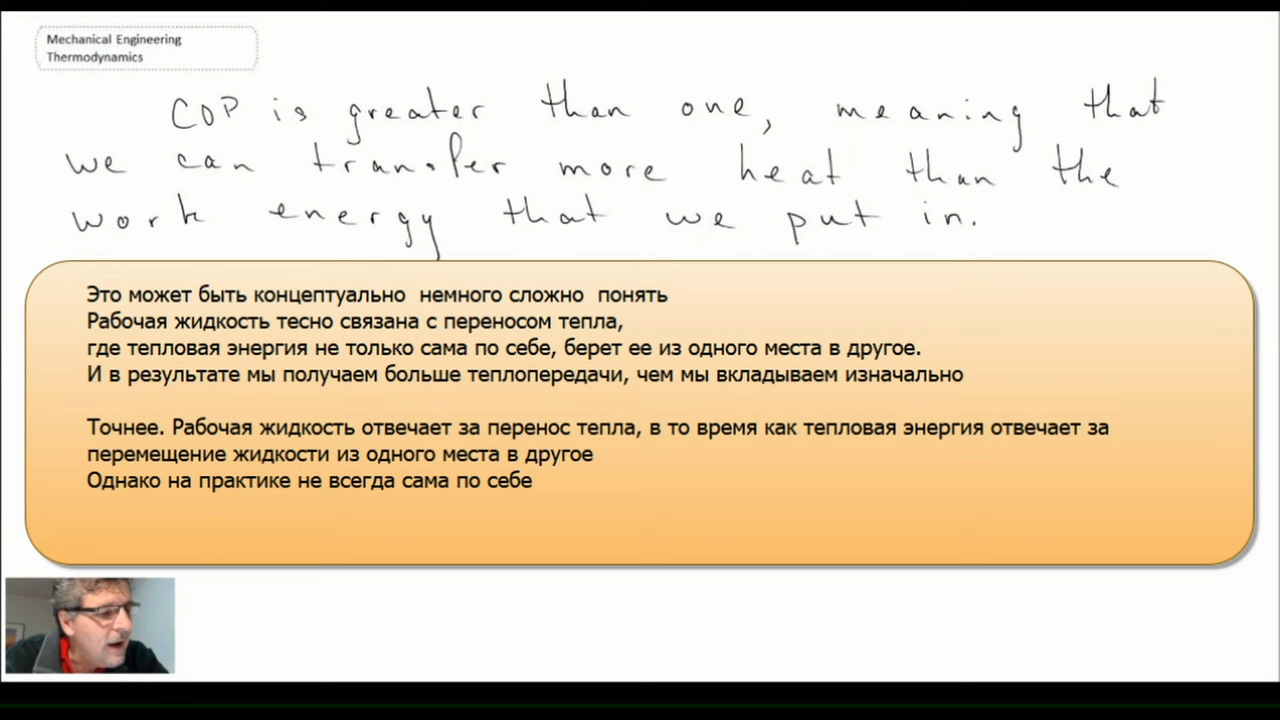 Mechanical Engineering
Thermodynamics
COP is greater than one, meaning that
we can transfer more heat than the
work energy that we put in.
Это может быть концептуально немного сложно понять
Рабочая жидкость тесно связана с переносом тепла,
где тепловая энергия не только сама по себе, берет ее из одного места в другое.
И в результате мы получаем больше теплопередачи, чем мы вкладываем изначально
Точнее. Рабочая жидкость отвечает за перенос тепла, в то время как тепловая энергия отвечает за
перемещение жидкости из одного места в другое
Однако на практике не всегда сама по себе